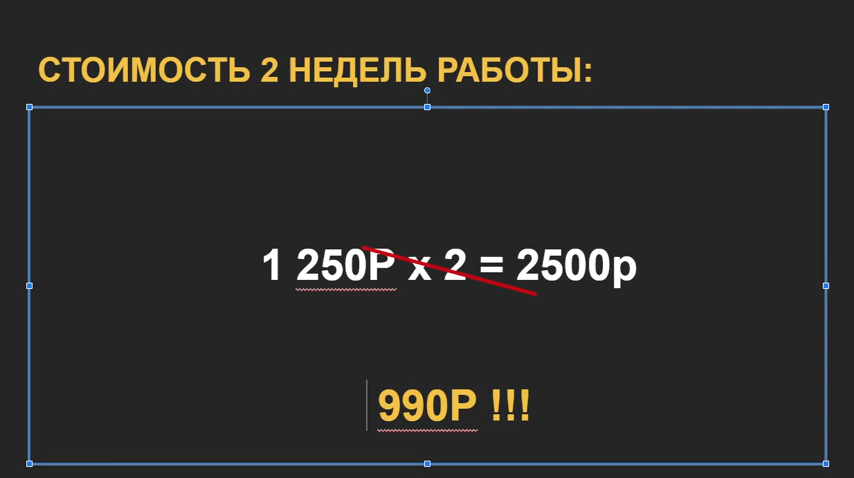 СТОИМОСТЬ 2 НЕДЕЛЬ РАБОТЫ:
1 250Р х 2 = 2500р
990Р !!!